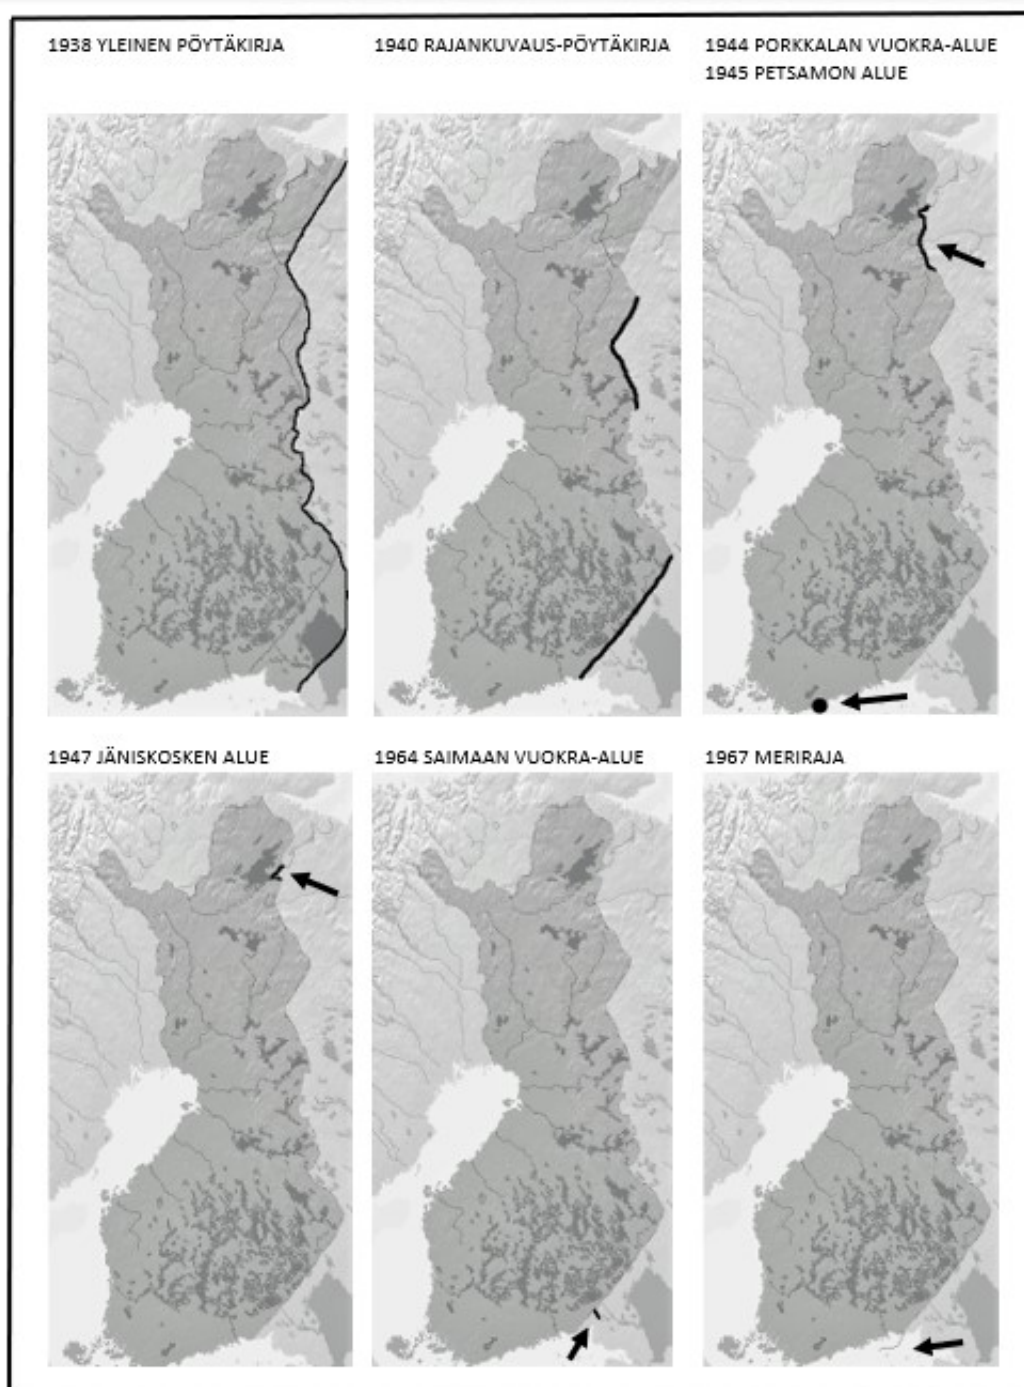 1938 YLEINEN PÖYTÄKIRJA
1940 RAJANKUVAUS-PÖYTÄKIRJA
1944 PORKKALAN VUOKRA-ALUE
1945 PETSAMON ALUE
1947 JÄNISKOSKEN ALUE
1964 SAIMAAN VUOKRA-ALUE
1967 MERIRAJA